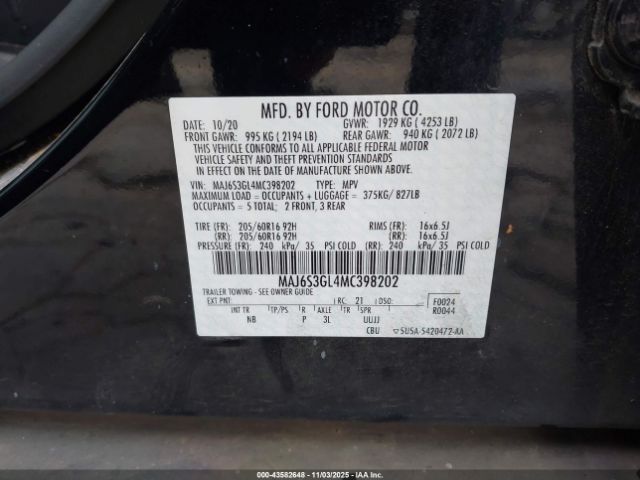 MFD. BY FORD MOTOR CO.
DATE: 10/20 GVWR: 1929 KG ( 4253 LB)
FRONT GAWR: 995 KG ( 2194 LB) REAR GAWR: 940 KG ( 2072 LB)
THIS VEHICLE CONFORMS TO ALL APPLICABLE FEDERAL MOTOR
VEHICLE SAFETY AND THEFT PREVENTION STANDARDS
IN EFFECT ON THE DATE OF MANUFACTURE SHOWN ABOVE.
VIN: MAJ6S3GL4MC398202 TYPE: MPV
MAXIMUM LOAD = OCCUPANTS + LUGGAGE = 375KG/ 827LB
OCCUPANTS = 5 TOTAL; 2 FRONT, 3 REAR
TIRE (FR): 205/60R16 92H RIMS (FR): 16x6.5J
(RR): 205/60R16 92H (RR): 16x6.5J
PRESSURE (FR): 240 kPa/ 35 PSI COLD (RR): 240 kPa/ 35 PSI COLD
MAJ6S3GL4MC398202
TRAILER TOWING - SEE OWNER GUIDE
EXT PNT: RC: 21 DSO: F0024
INT TR TP/PS R AXLE TR SPR R0044
NB P 3L UUJJ
CBU SU5A-5420472-AA
00-43582648 - 11/03/2025 - IAAI.COM